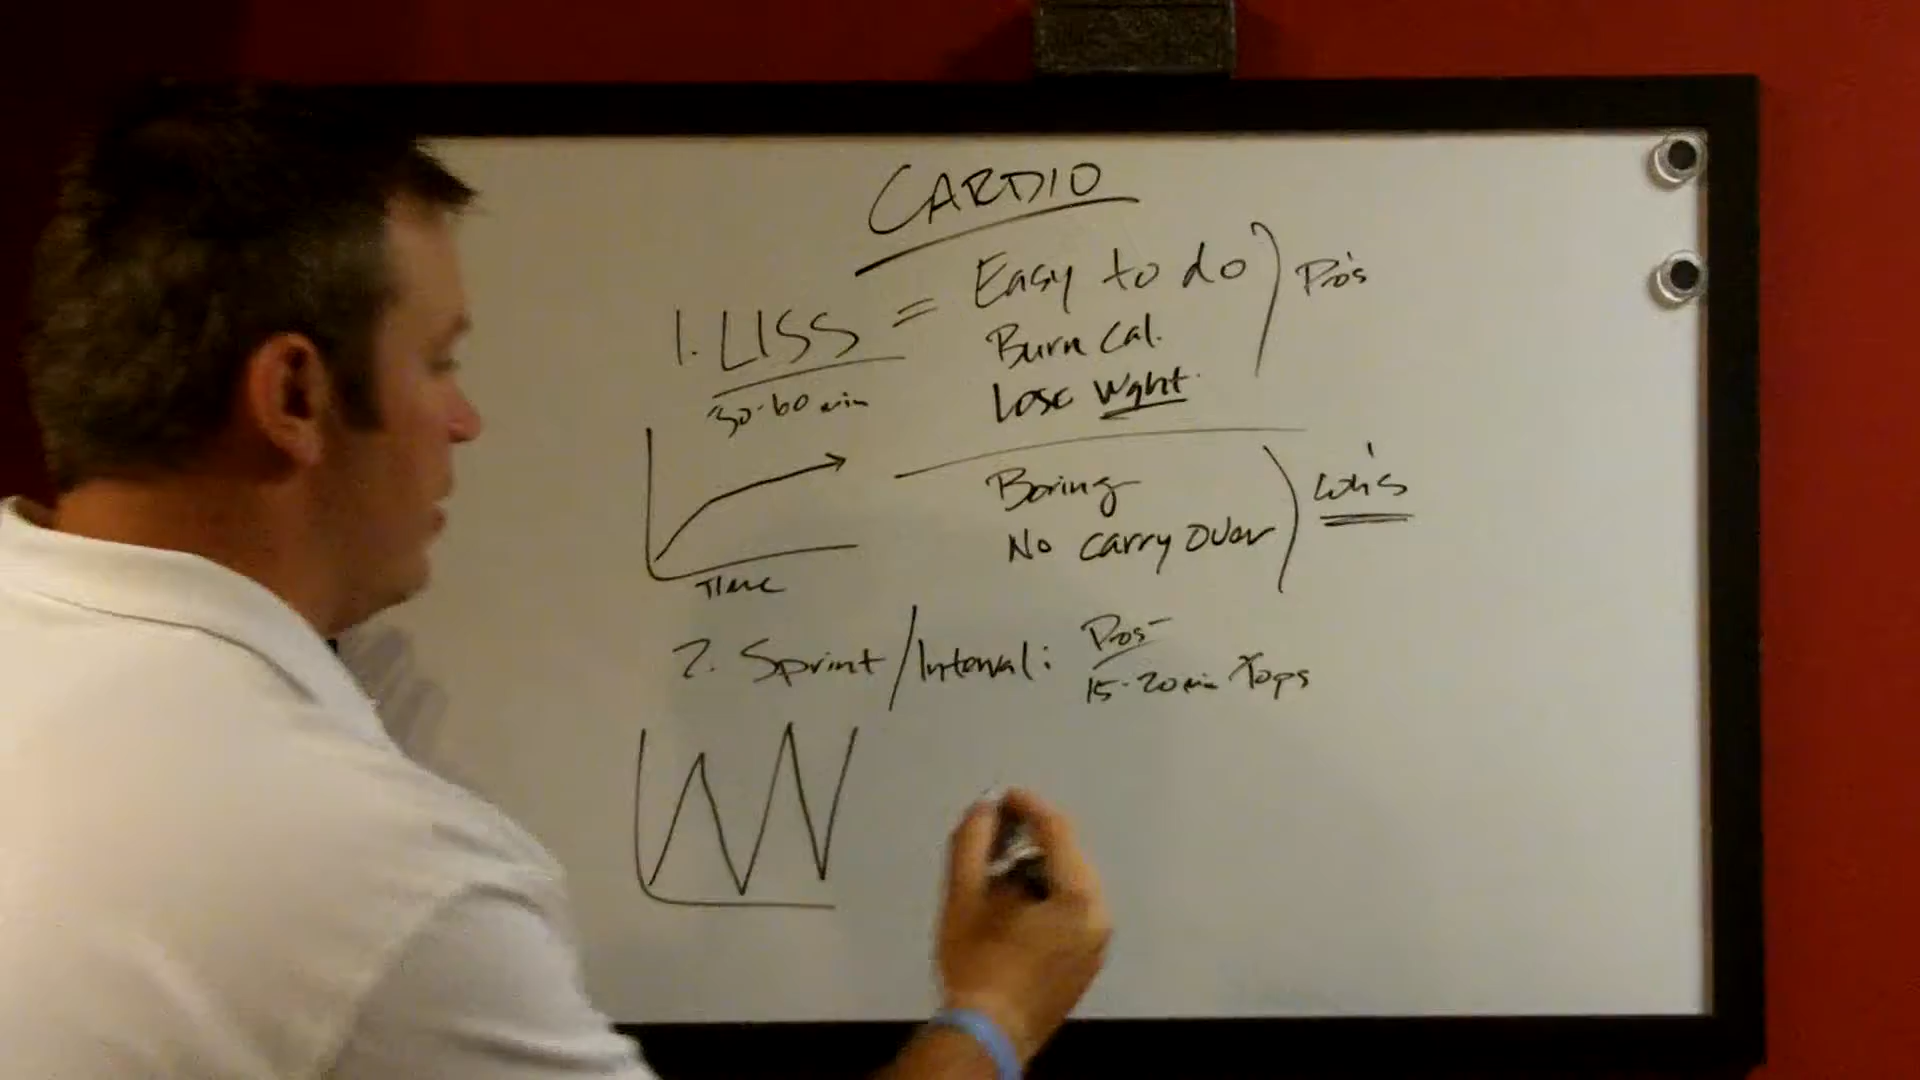 CARDIO
1. LISS = Easy to do
Burn Cal.
Lose Wght.
Pro's
30-60 min
Boring
No carry over
Con's
Time
2. Sprint/Interval: Pros-
15-20 min Tops